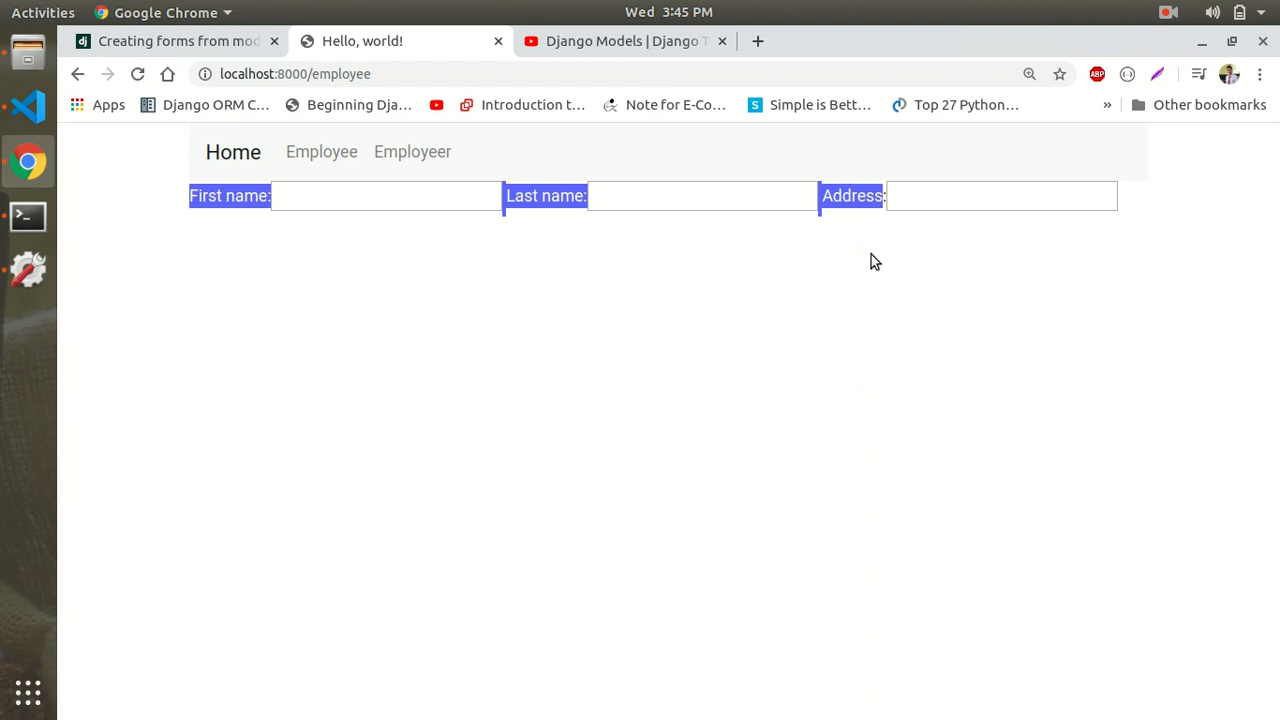 Activities Google Chrome Wed 3:45 PM
dj Creating forms from mod Hello, world! Django Models | Django T
localhost:8000/employee ABP
Apps Django ORM C... Beginning Dja... Introduction t... Note for E-Co... S Simple is Bett... Top 27 Python... » Other bookmarks
Home Employee Employeer
First name: Last name: Address: